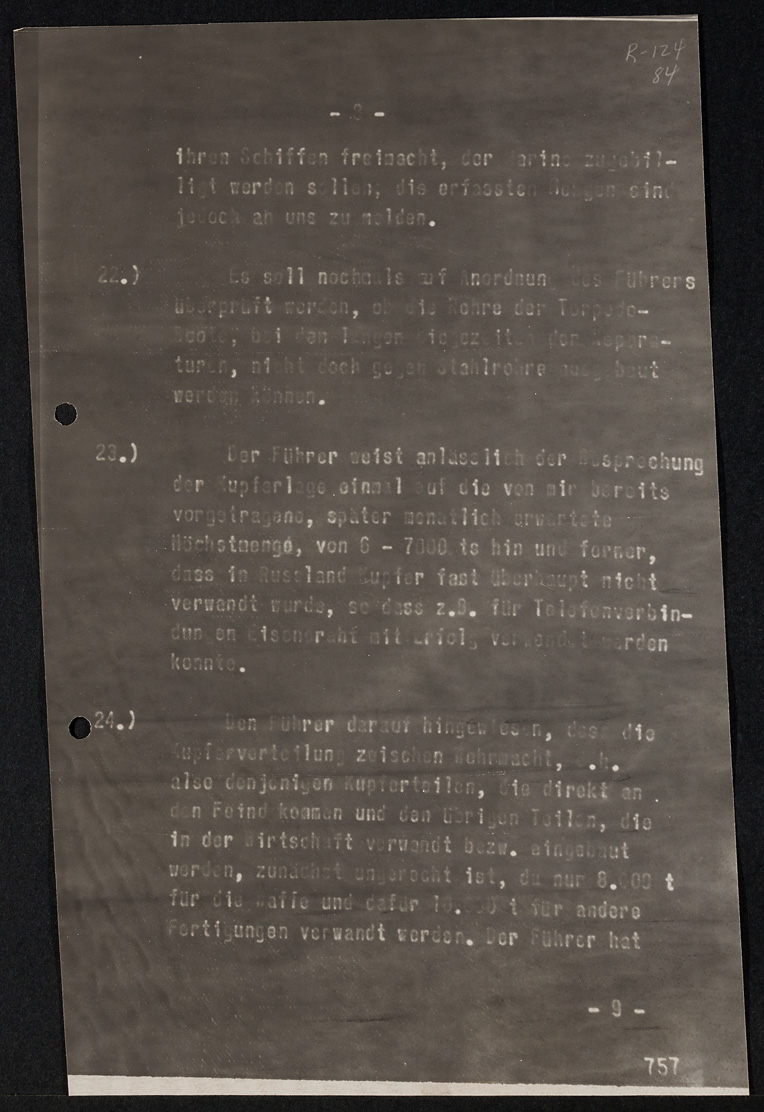 R-124
84
- 8 -
ihren Schiffen freimacht, der Marine zugebil-
ligt werden sollen; die erfassten Mengen sind
jedoch an uns zu melden.
22.) Es soll nochmals auf Anordnung des Führers
überprüft werden, ob die Rohre der Torpedo-
Boote, bei den langen Liegezeiten der Repara-
turen, nicht doch gegen Stahlrohre ausgebaut
werden können.
23.) Der Führer weist anlässlich der Besprechung
der Kupferlage einmal auf die von mir bereits
vorgetragene, später monatlich erwartete
Höchstmenge, von 6 - 7000 ts hin und ferner,
dass in Russland Kupfer fast überhaupt nicht
verwandt wurde, so dass z.B. für Telefonverbin-
dungen Eisendraht mit Erfolg verwendet werden
konnte.
24.) Den Führer darauf hingewiesen, dass die
Kupferverteilung zwischen Wehrmacht, d.h.
also denjenigen Kupferteilen, die direkt an
den Feind kommen und den übrigen Teilen, die
in der Wirtschaft verwandt bezw. eingebaut
werden, zunächst ungerecht ist, da nur 8.000 t
für die Waffe und dafür 10.000 t für andere
Fertigungen verwandt werden. Der Führer hat
- 9 -
757